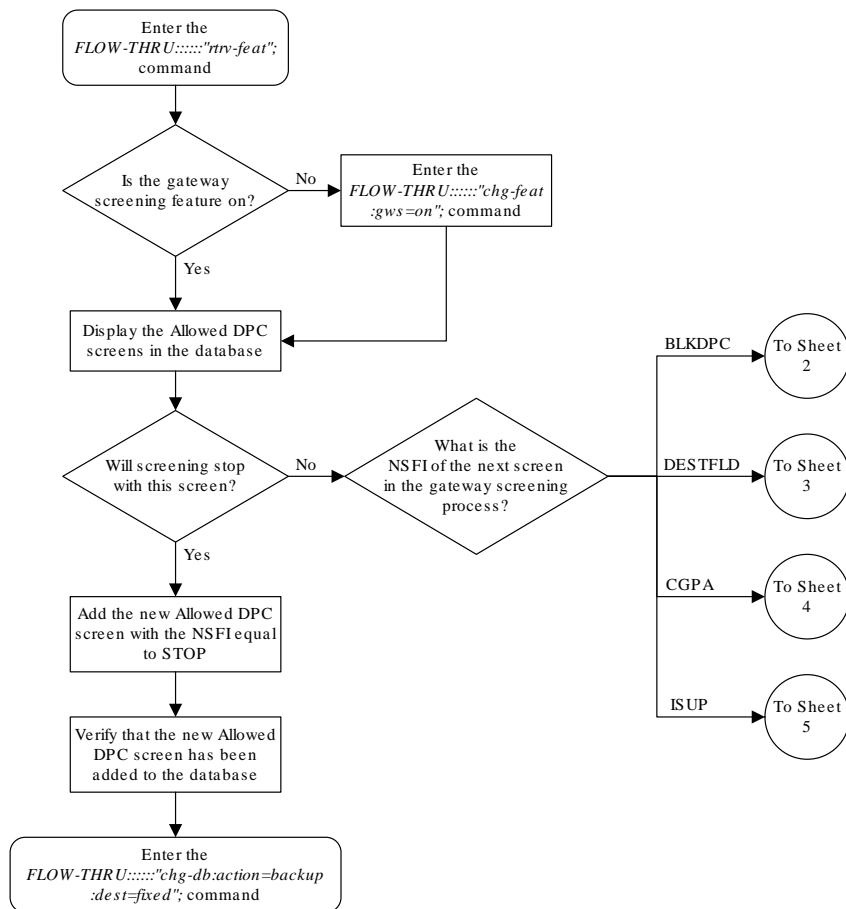 Enter the
FLOW-THRU::::::"rtrv-feat";
command
Is the gateway
screening feature on?
No
Enter the
FLOW-THRU::::::"chg-feat
:gws=on"; command
Yes
Display the Allowed DPC
screens in the database
Will screening stop
with this screen?
No
What is the
NSFI of the next screen
in the gateway screening
process?
BLKDPC
To Sheet
2
DESTFLD
To Sheet
3
CGPA
To Sheet
4
ISUP
To Sheet
5
Yes
Add the new Allowed DPC
screen with the NSFI equal
to STOP
Verify that the new Allowed
DPC screen has been
added to the database
Enter the
FLOW-THRU::::::"chg-db:action=backup
:dest=fixed"; command